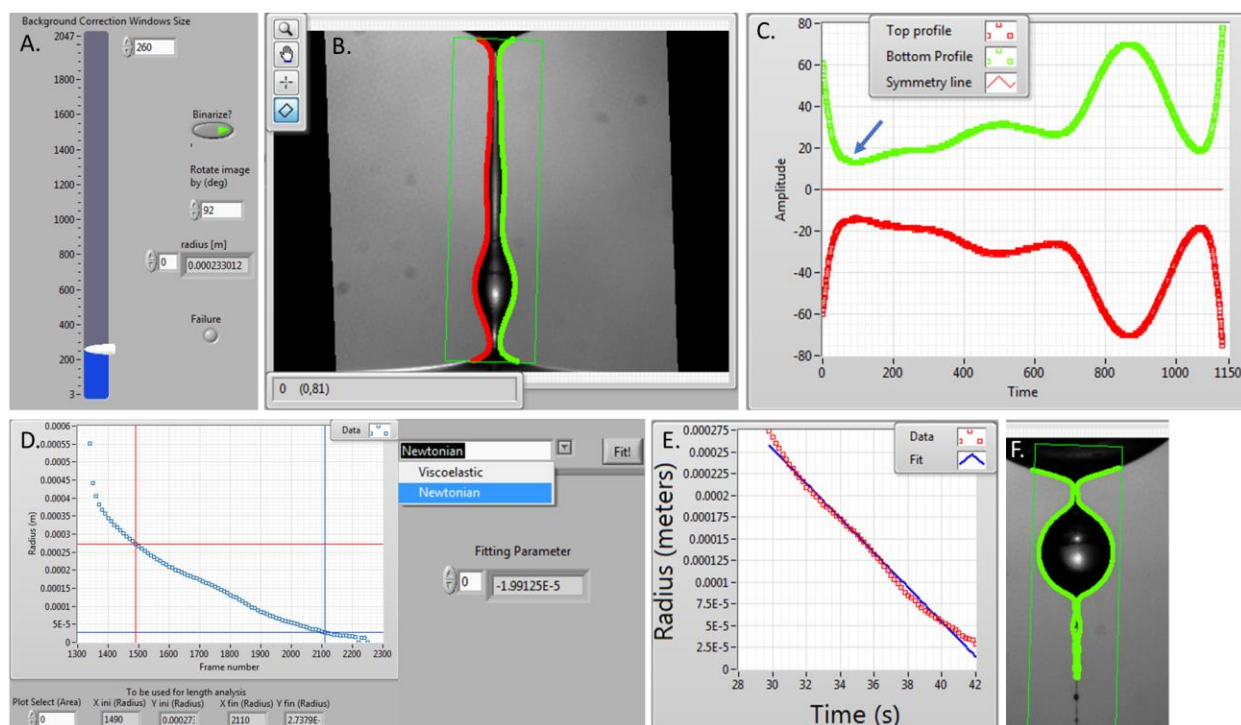 A.
Background Correction Windows Size
2047
1800
1600
1400
1200
1000
800
600
400
200
3
260
Binarize?
Rotate image
by (deg)
92
radius [m]
0
0.000233012
Failure
B.
0 (0,81)
C.
Top profile
Bottom Profile
Symmetry line
Amplitude
80
60
40
20
0
-20
-40
-60
-80
0
200
400
600
800
1000
1150
Time
D.
Data
Radius (m)
0.0006
0.00055
0.0005
0.00045
0.0004
0.00035
0.0003
0.00025
0.0002
0.00015
0.0001
5E-5
0
1300
1400
1500
1600
1700
1800
1900
2000
2100
2200
2300
Frame number
To be used for length analysis
Plot Select (Area) X ini (Radius) Y ini (Radius) X fin (Radius) Y fin (Radius)
0 1490 0.00027 2110 2.7379E-
Newtonian
Viscoelastic
Newtonian
Fit!
Fitting Parameter
0
-1.99125E-5
E.
Data
Fit
Radius (meters)
0.000275
0.00025
0.000225
0.0002
0.000175
0.00015
0.000125
0.0001
7.5E-5
5E-5
2.5E-5
0
28
30
32
34
36
38
40
42
Time (s)
F.